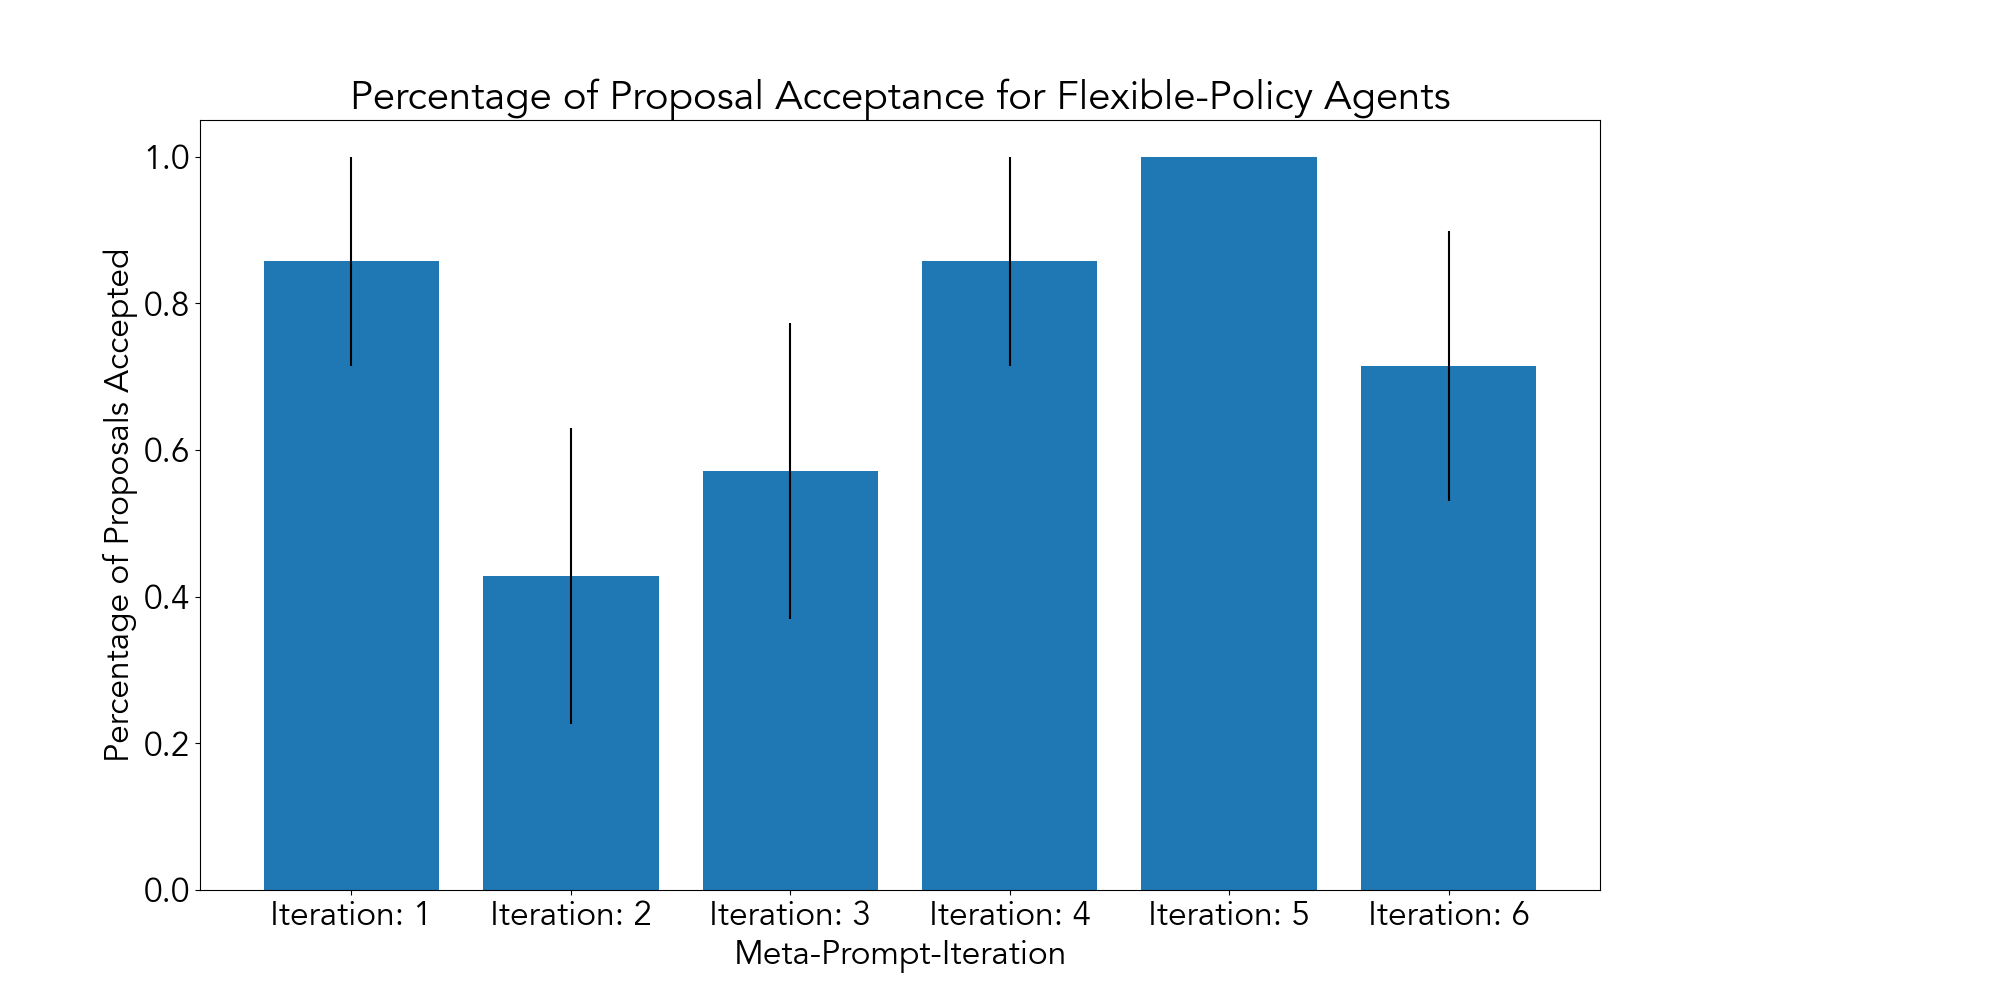 Percentage of Proposal Acceptance for Flexible-Policy Agents
Percentage of Proposals Accepted
1.0
0.8
0.6
0.4
0.2
0.0
Iteration: 1 Iteration: 2 Iteration: 3 Iteration: 4 Iteration: 5 Iteration: 6
Meta-Prompt-Iteration